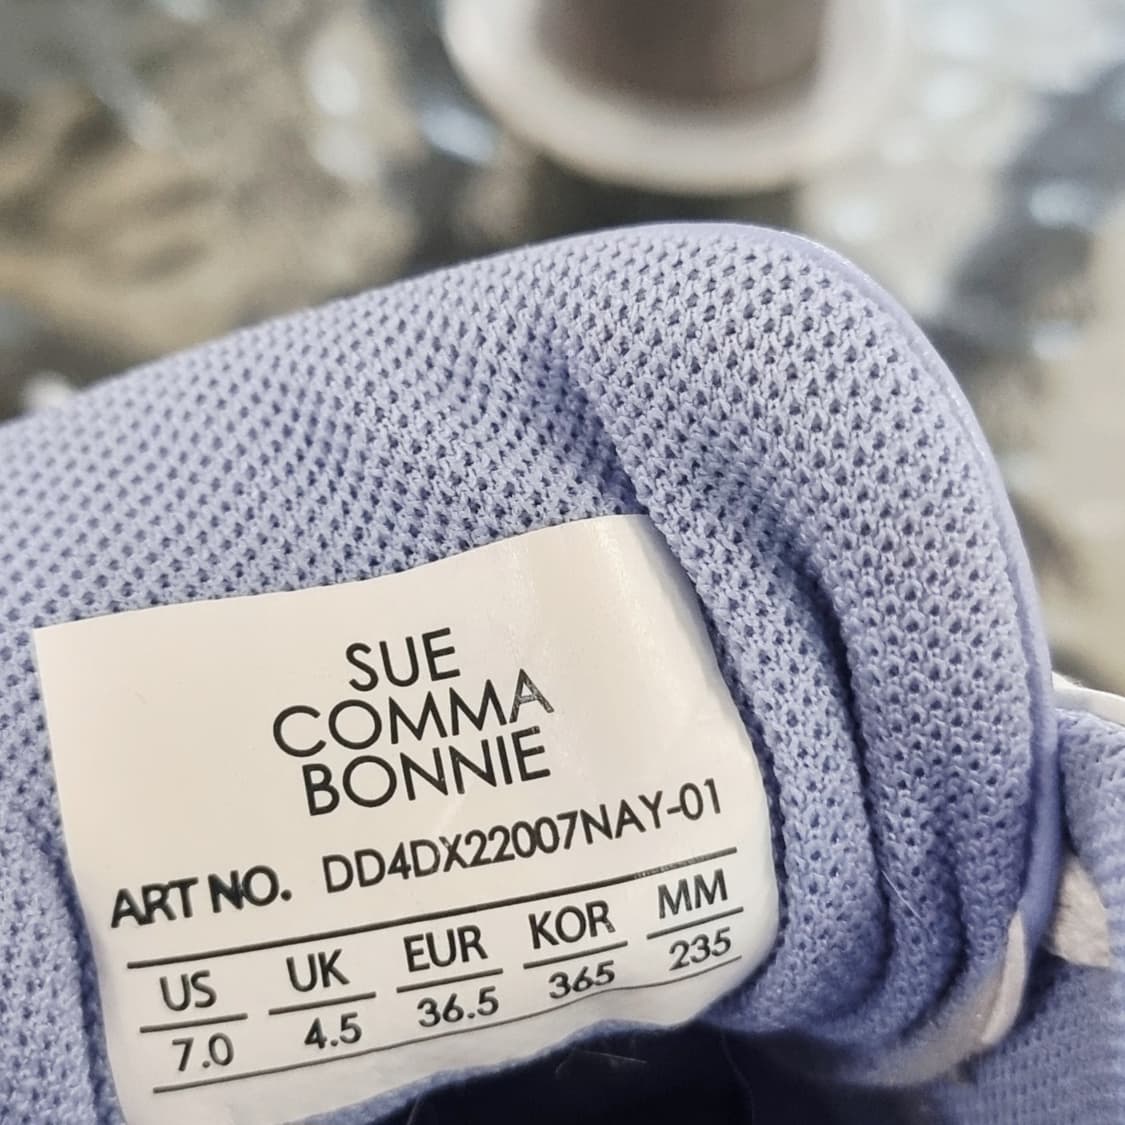 SUE
COMMA
BONNIE
ART NO. DD4DX22007NAY-01
US UK EUR KOR MM
7.0 4.5 36.5 365 235